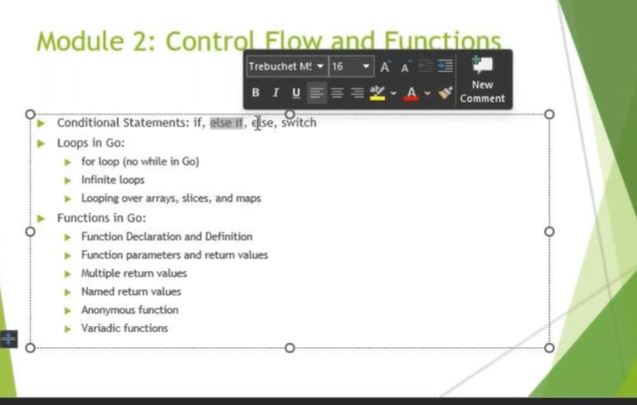 Module 2: Control Flow and Functions
Trebuchet MS 16 A A
New
Comment
B I U A
Conditional Statements: if, else if, else, switch
Loops in Go:
for loop (no while in Go)
Infinite loops
Looping over arrays, slices, and maps
Functions in Go:
Function Declaration and Definition
Function parameters and return values
Multiple return values
Named return values
Anonymous function
Variadic functions